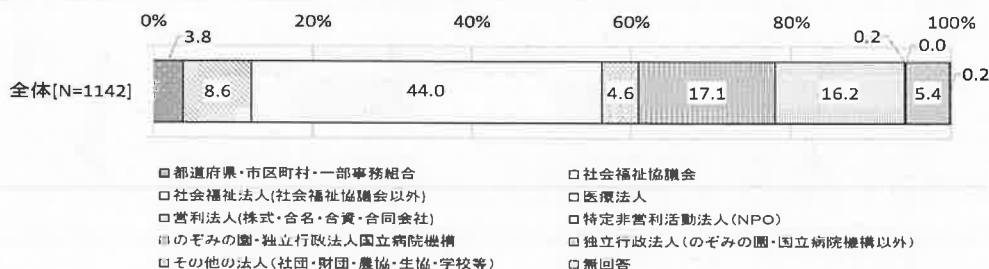 0% 20% 40% 60% 80% 100%
3.8 0.2 0.0
全体[N=1142] 8.6 44.0 4.6 17.1 16.2 5.4 0.2
都道府県・市区町村・一部事務組合 社会福祉協議会
社会福祉法人(社会福祉協議会以外) 医療法人
営利法人(株式・合名・合資・合同会社) 特定非営利活動法人(NPO)
のぞみの園・独立行政法人国立病院機構 独立行政法人(のぞみの園・国立病院機構以外)
その他の法人(社団・財団・農協・生協・学校等) 無回答